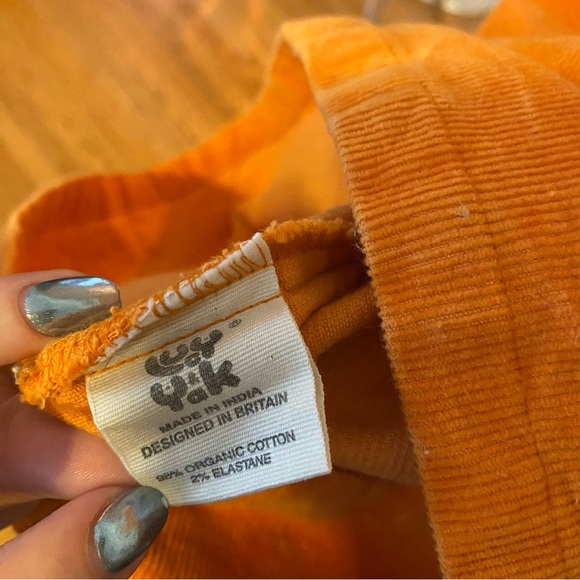 Lucy
&
Yak
MADE IN INDIA
DESIGNED IN BRITAIN
98% ORGANIC COTTON
2% ELASTANE